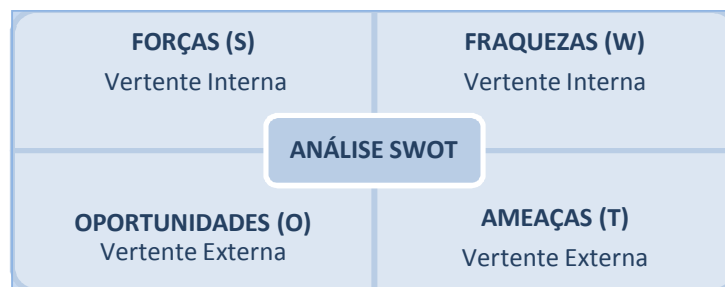 FORÇAS (S)
Vertente Interna
FRAQUEZAS (W)
Vertente Interna
ANÁLISE SWOT
OPORTUNIDADES (O)
Vertente Externa
AMEAÇAS (T)
Vertente Externa